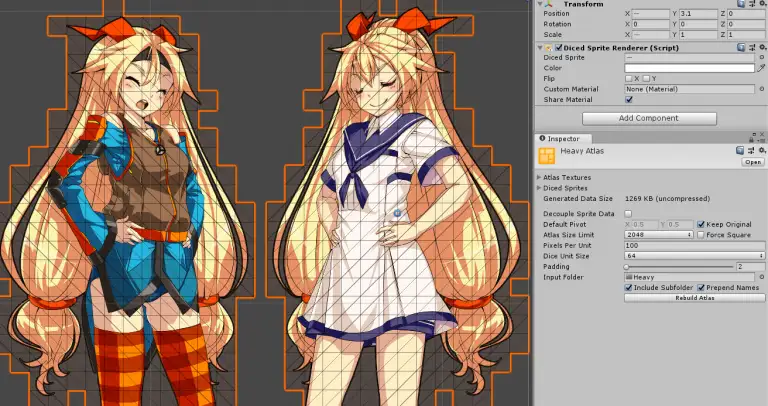 Transform
Position X — Y 3.1 Z 0
Rotation X 0 Y 0 Z 0
Scale X — Y 1 Z 1
Diced Sprite Renderer (Script)
Diced Sprite —
Color
Flip X Y
Custom Material None (Material)
Share Material
Add Component
Inspector
Heavy Atlas
Open
Atlas Textures
Diced Sprites
Generated Data Size 1269 KB (uncompressed)
Decouple Sprite Data
Default Pivot X 0.5 Y 0.5 Keep Original
Atlas Size Limit 2048 Force Square
Pixels Per Unit 100
Dice Unit Size 64
Padding 2
Input Folder Heavy
Include Subfolder Prepend Names
Rebuild Atlas